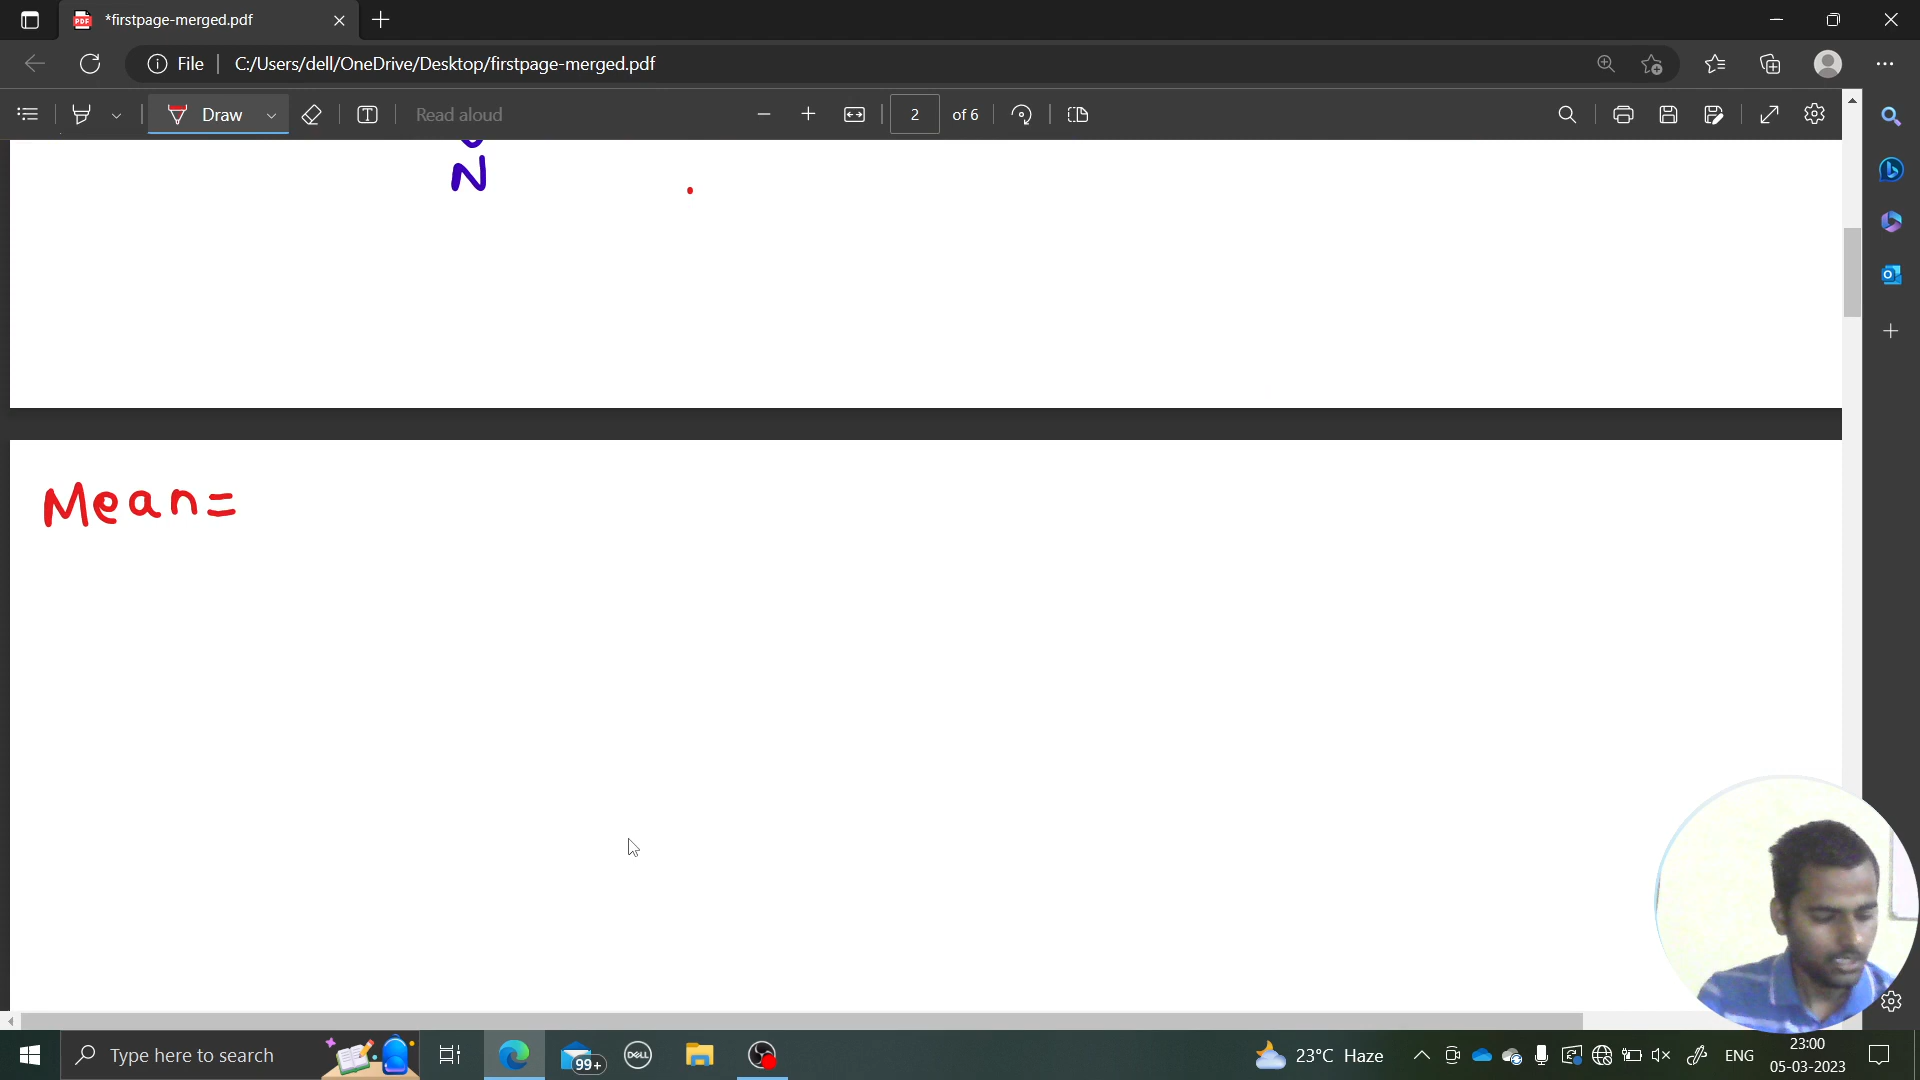 *firstpage-merged.pdf
File C:/Users/dell/OneDrive/Desktop/firstpage-merged.pdf
Draw Read aloud 2 of 6
N
Mean=
Type here to search 99+ DELL 23°C Haze ENG 23:00
05-03-2023